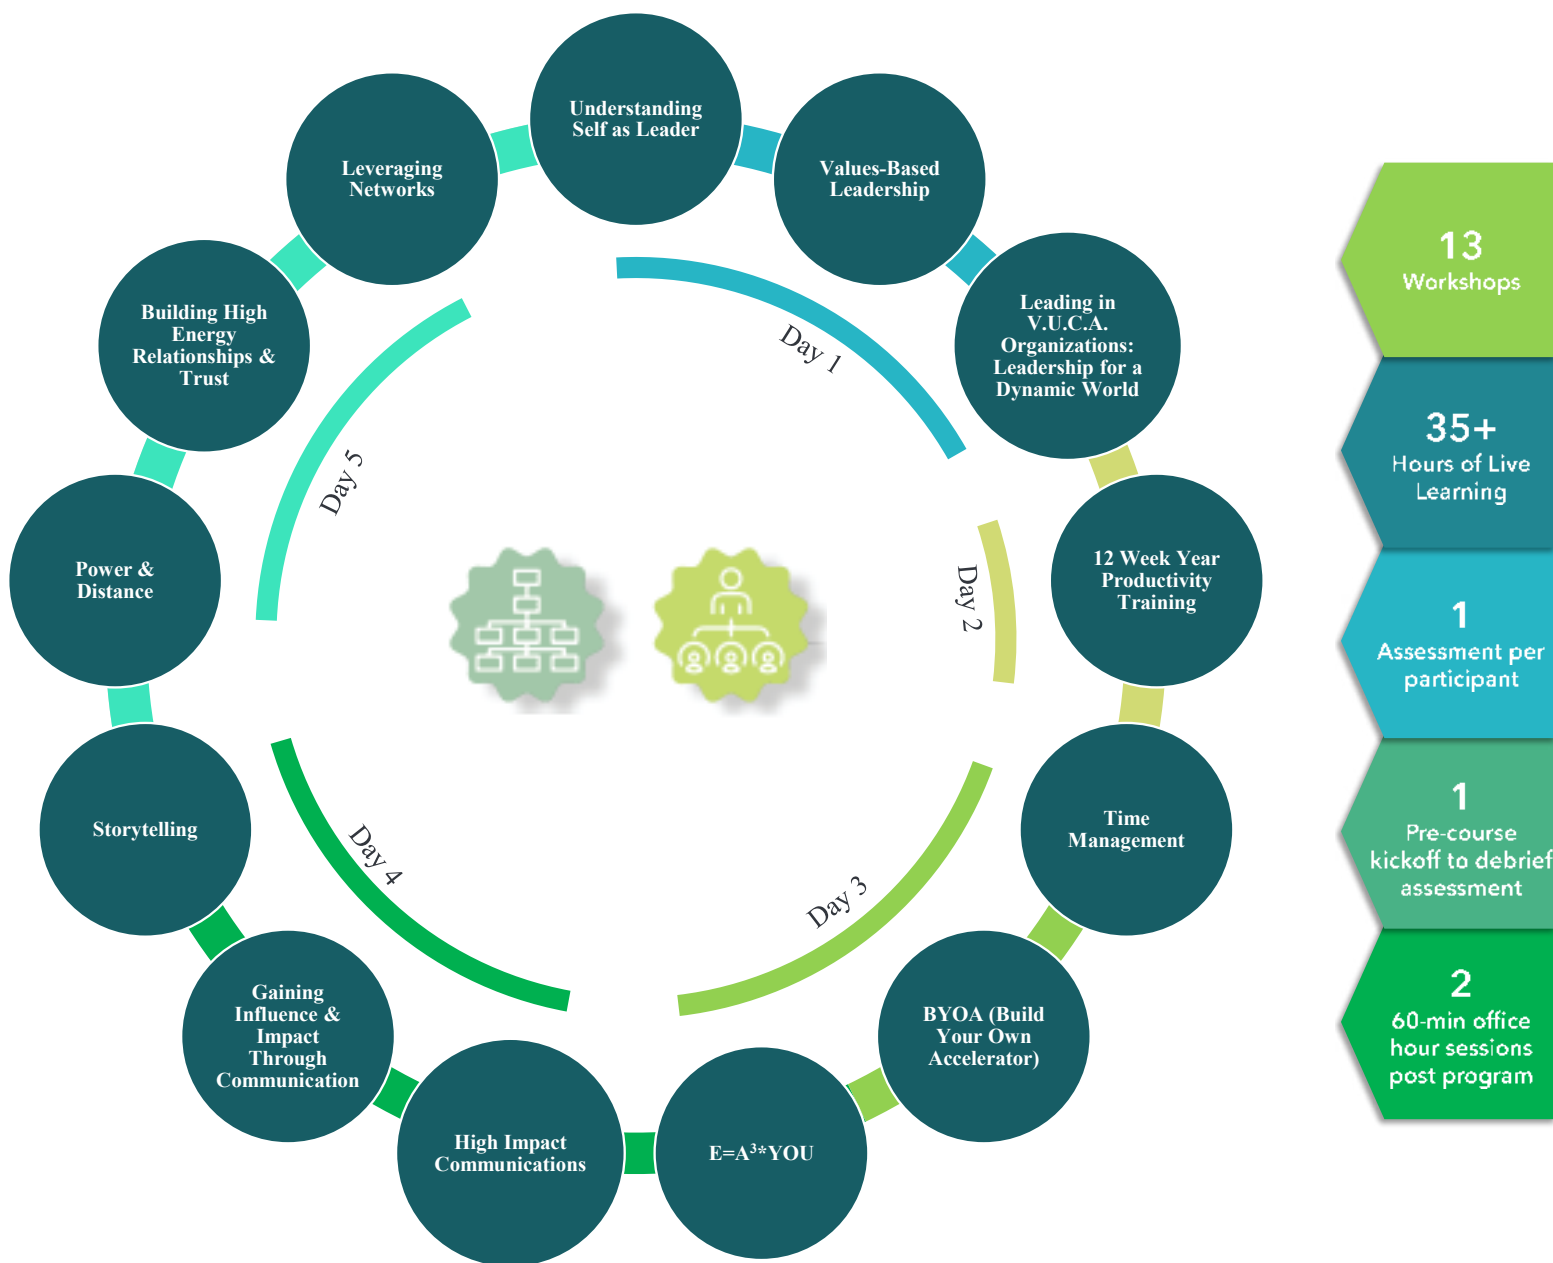 Understanding
Self as Leader
Values-Based
Leadership
Leading in
V.U.C.A.
Organizations:
Leadership for a
Dynamic World
12 Week Year
Productivity
Training
Time
Management
BYOA (Build
Your Own
Accelerator)
E=A³*YOU
High Impact
Communications
Gaining
Influence &
Impact
Through
Communication
Storytelling
Power &
Distance
Building High
Energy
Relationships &
Trust
Leveraging
Networks
Day 1
Day 2
Day 3
Day 4
Day 5
13
Workshops
35+
Hours of Live
Learning
1
Assessment per
participant
1
Pre-course
kickoff to debrief
assessment
2
60-min office
hour sessions
post program